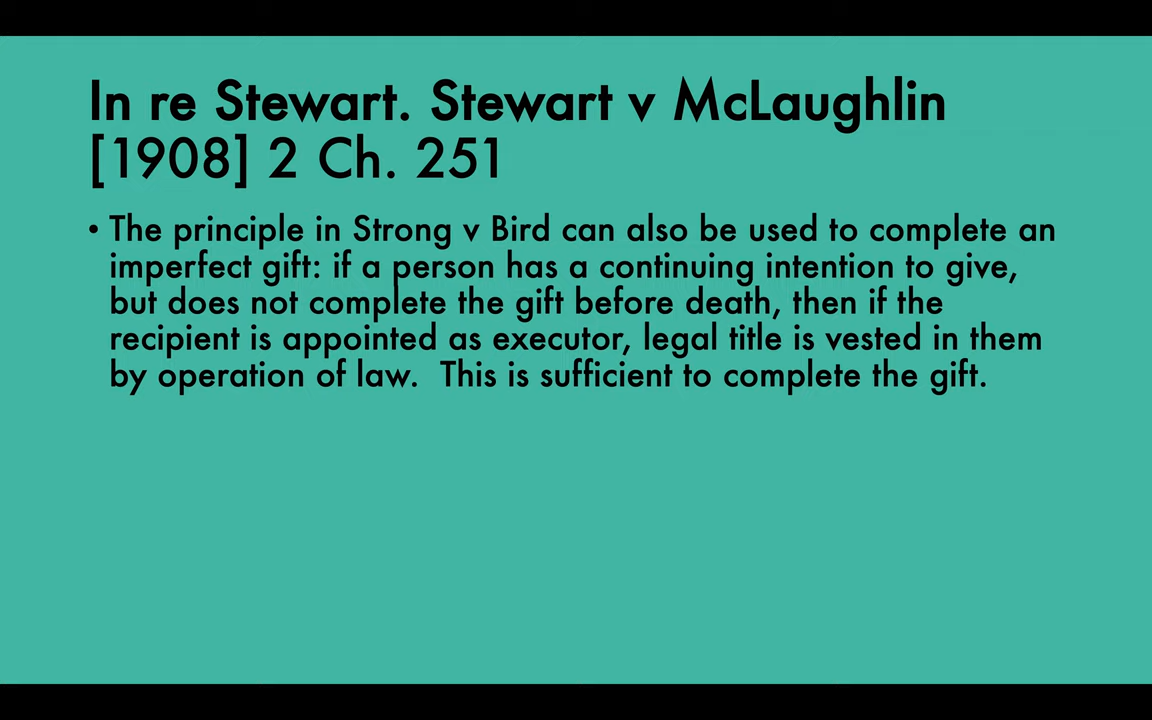 In re Stewart. Stewart v McLaughlin
[1908] 2 Ch. 251
• The principle in Strong v Bird can also be used to complete an
imperfect gift: if a person has a continuing intention to give,
but does not complete the gift before death, then if the
recipient is appointed as executor, legal title is vested in them
by operation of law.  This is sufficient to complete the gift.